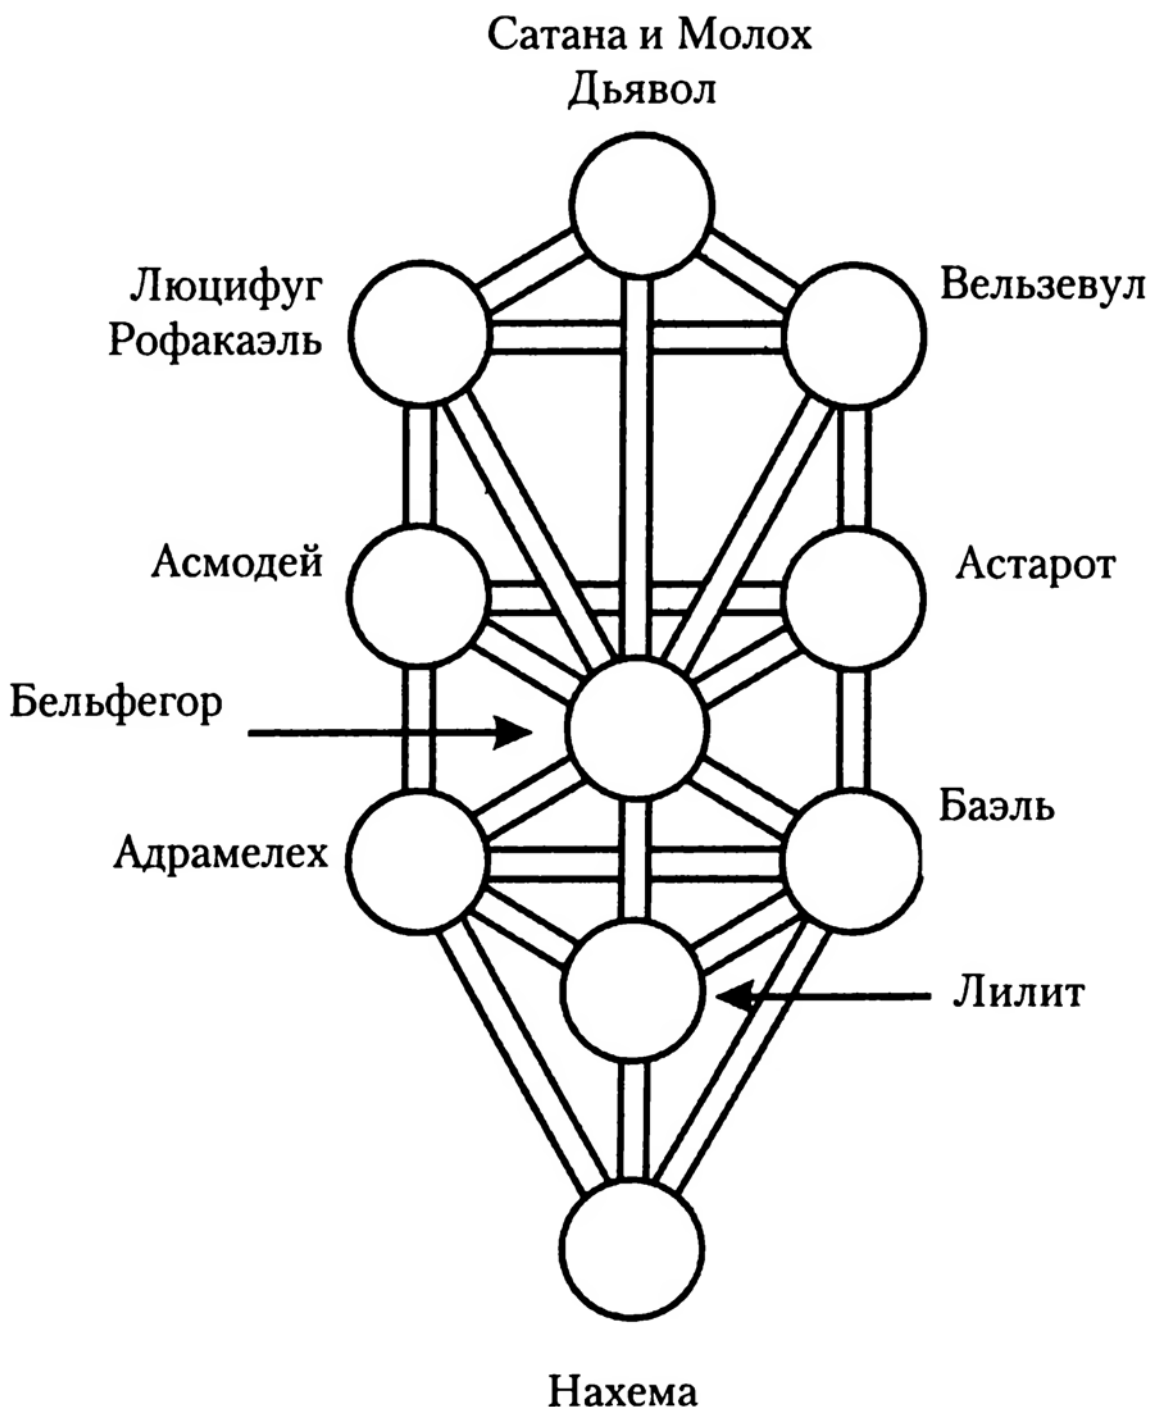 Сатана и Молох
Дьявол
Люцифуг
Рофакаэль
Вельзевул
Асмодей
Астарот
Бельфегор
Баэль
Адрамелех
Лилит
Нахема